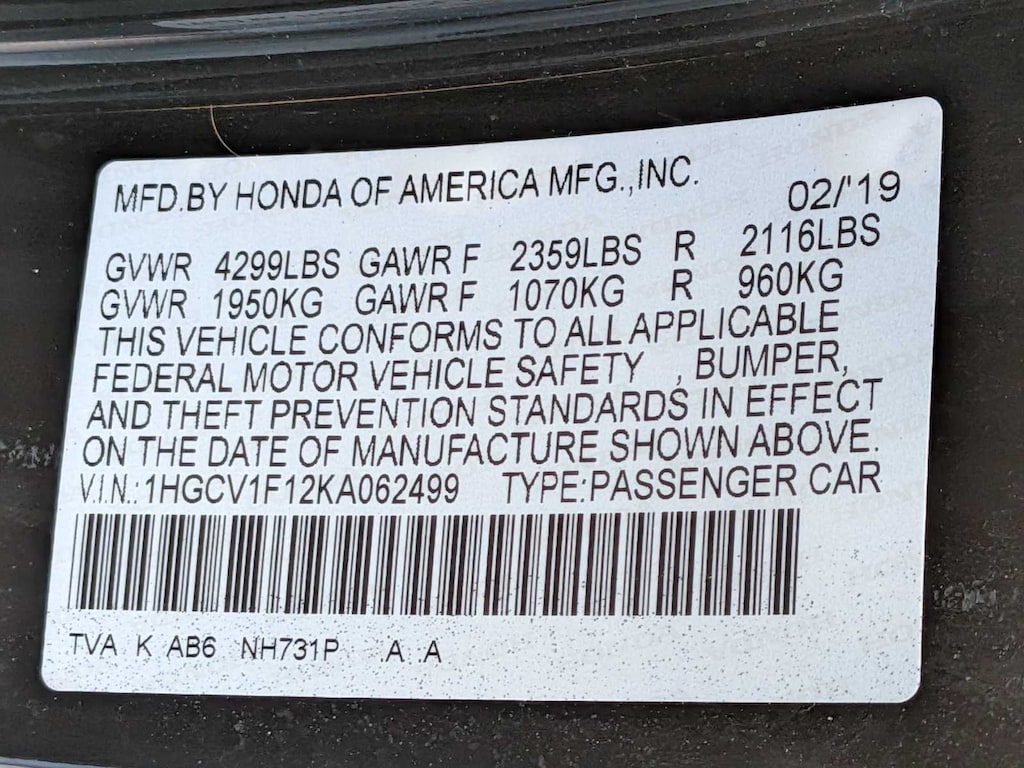 MFD.BY HONDA OF AMERICA MFG.,INC.
02/'19
GVWR 4299LBS GAWR F 2359LBS R 2116LBS
GVWR 1950KG GAWR F 1070KG R 960KG
THIS VEHICLE CONFORMS TO ALL APPLICABLE
FEDERAL MOTOR VEHICLE SAFETY , BUMPER,
AND THEFT PREVENTION STANDARDS IN EFFECT
ON THE DATE OF MANUFACTURE SHOWN ABOVE.
V.I.N.:1HGCV1F12KA062499 TYPE:PASSENGER CAR
TVA K AB6 NH731P .A .A